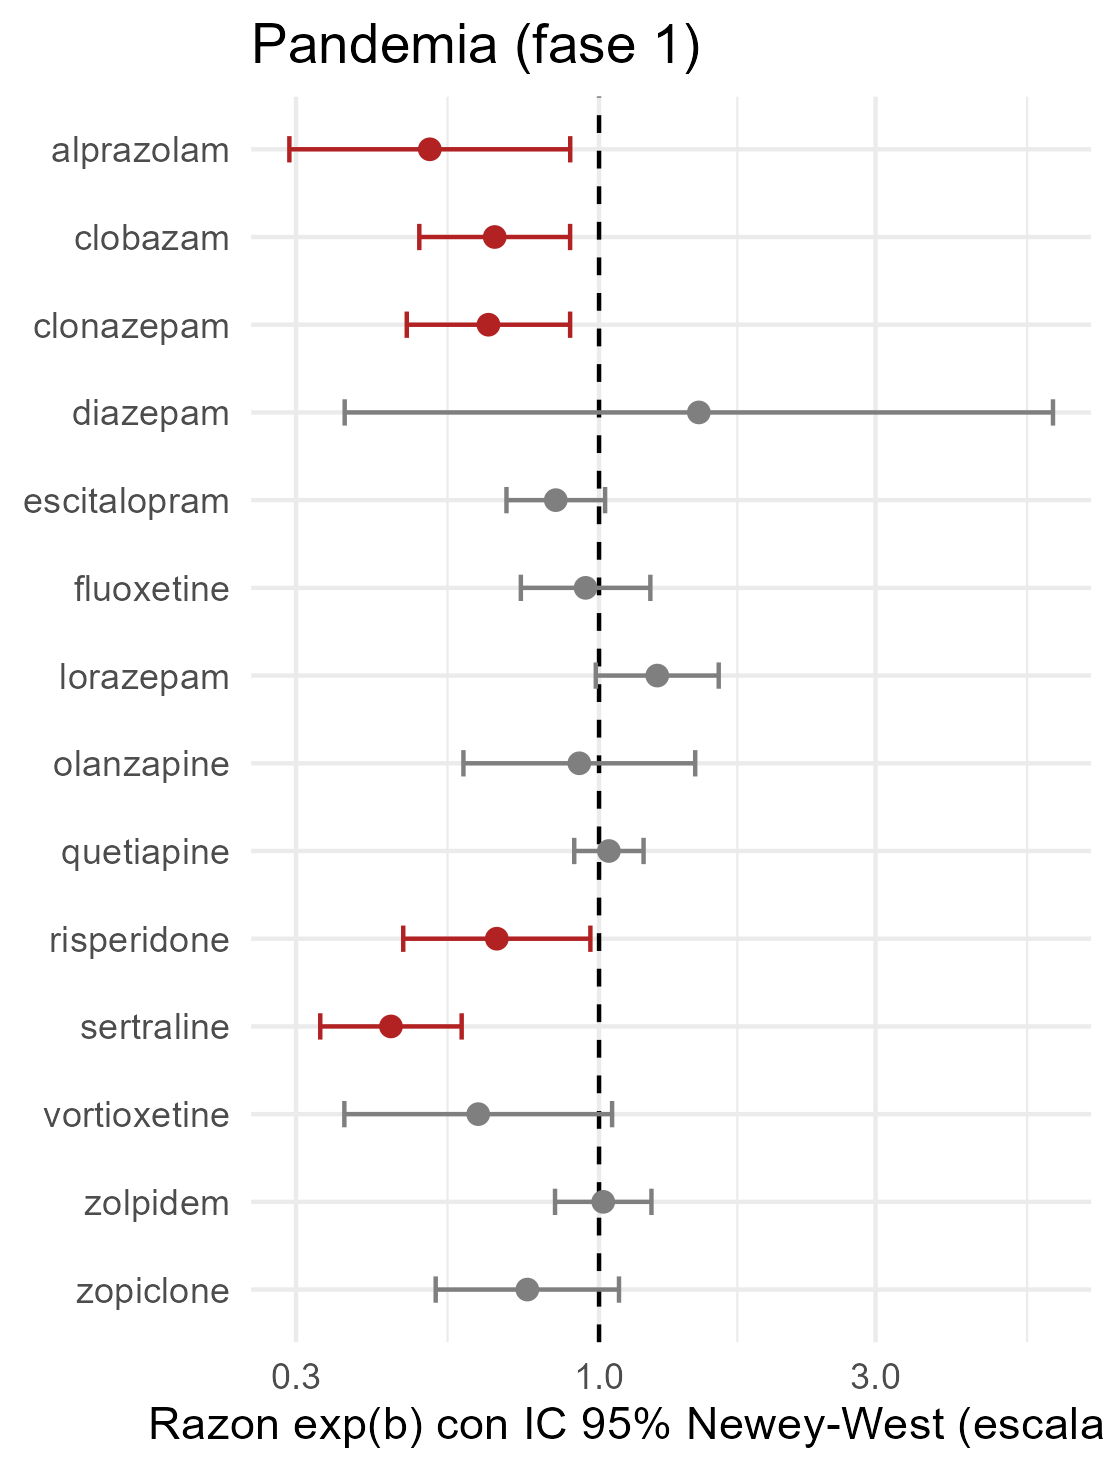 Pandemia (fase 1)
alprazolam
clobazam
clonazepam
diazepam
escitalopram
fluoxetine
lorazepam
olanzapine
quetiapine
risperidone
sertraline
vortioxetine
zolpidem
zopiclone
0.3 1.0 3.0
Razon exp(b) con IC 95% Newey-West (escala